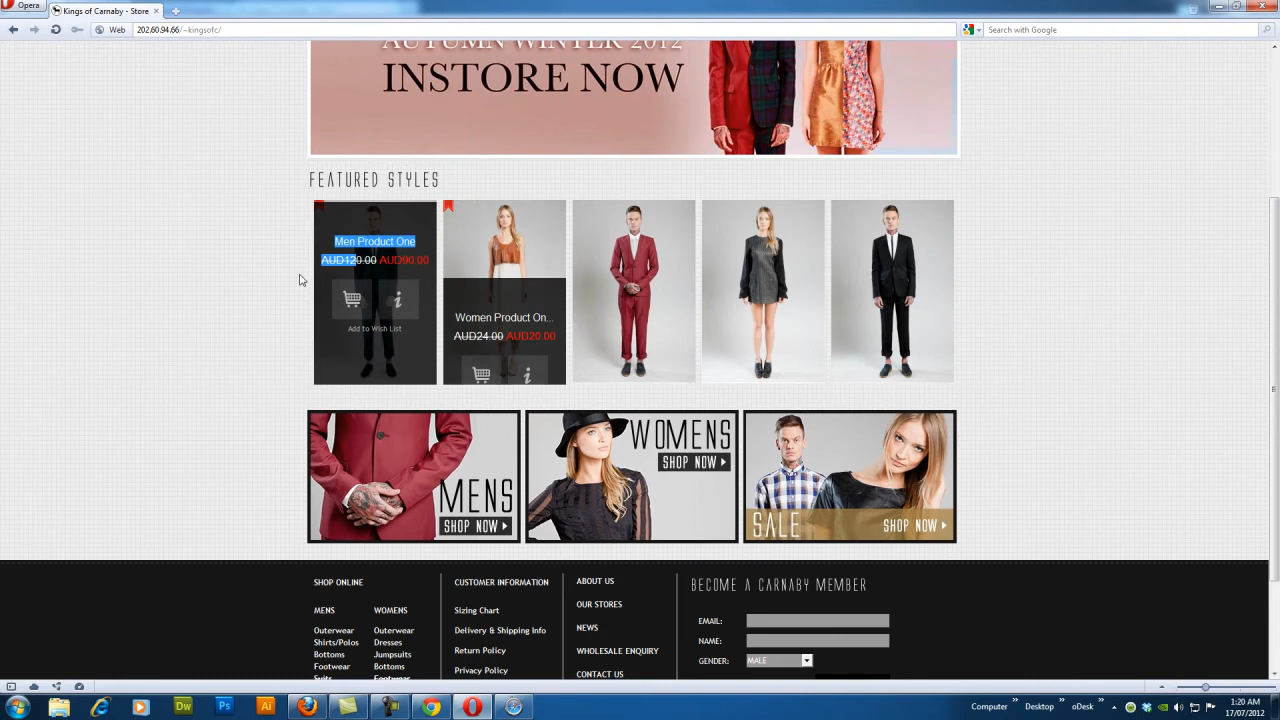 Opera
Kings of Carnaby - Store
Web
202.60.94.66/~kingsofc/
Search with Google
AUTUMN WINTER 2012
INSTORE NOW
FEATURED STYLES
Men Product One
AUD120.00 AUD90.00
Add to Wish List
Women Product On...
AUD24.00 AUD20.00
MENS
SHOP NOW
WOMENS
SHOP NOW
SALE
SHOP NOW
SHOP ONLINE
MENS
WOMENS
Outerwear
Outerwear
Shirts/Polos
Dresses
Bottoms
Jumpsuits
Footwear
Bottoms
Suits
Footwear
CUSTOMER INFORMATION
Sizing Chart
Delivery & Shipping Info
Return Policy
Privacy Policy
ABOUT US
OUR STORES
NEWS
WHOLESALE ENQUIRY
CONTACT US
BECOME A CARNABY MEMBER
EMAIL:
NAME:
GENDER:
MALE
Dw
Ps
Ai
Computer
Desktop
oDesk
1:20 AM
17/07/2012